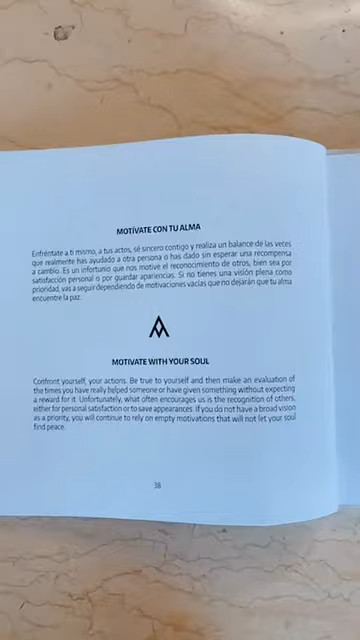 MOTÍVATE CON TU ALMA
Enfréntate a ti mismo, a tus actos, sé sincero contigo y realiza un balance de las veces
que realmente has ayudado a otra persona o has dado sin esperar una recompensa
a cambio. Es un infortunio que nos motive el reconocimiento de otros, bien sea por
satisfacción personal o por guardar apariencias. Si no tienes una visión plena como
prioridad, vas a seguir dependiendo de motivaciones vacías que no dejarán que tu alma
encuentre la paz.
MOTIVATE WITH YOUR SOUL
Confront yourself, your actions. Be true to yourself and then make an evaluation of
the times you have really helped someone or have given something without expecting
a reward for it. Unfortunately, what often encourages us is the recognition of others,
either for personal satisfaction or to save appearances. If you do not have a broad vision
as a priority, you will continue to rely on empty motivations that will not let your soul
find peace.
38